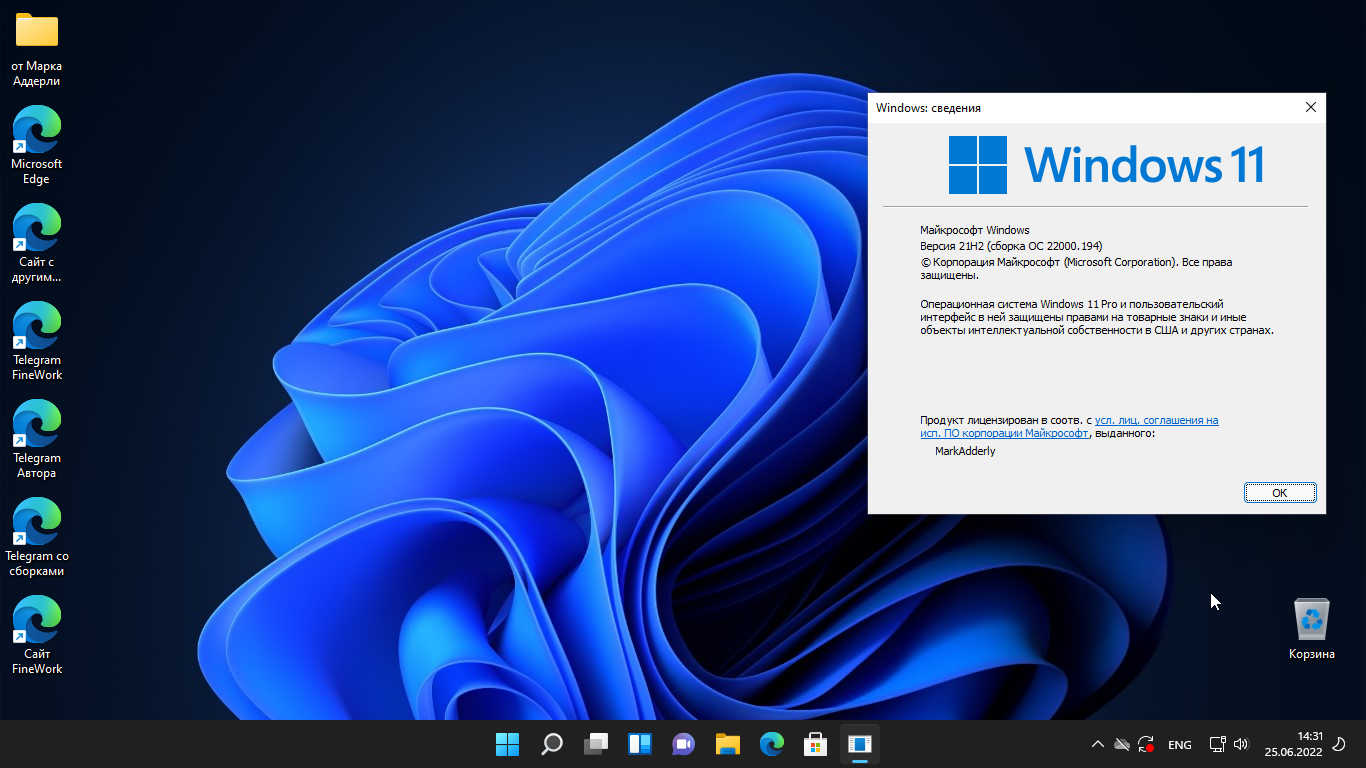 от Марка
Аддерли
Microsoft
Edge
Сайт с
другим...
Telegram
FineWork
Telegram
Автора
Telegram со
сборками
Сайт
FineWork
Windows: сведения
Windows 11
Майкрософт Windows
Версия 21H2 (сборка ОС 22000.194)
© Корпорация Майкрософт (Microsoft Corporation). Все права
защищены.
Операционная система Windows 11 Pro и пользовательский
интерфейс в ней защищены правами на товарные знаки и иные
объекты интеллектуальной собственности в США и других странах.
Продукт лицензирован в соотв. с усл. лиц. соглашения на
исп. ПО корпорации Майкрософт, выданного:
MarkAdderly
ОК
Корзина
ENG
14:31
25.06.2022